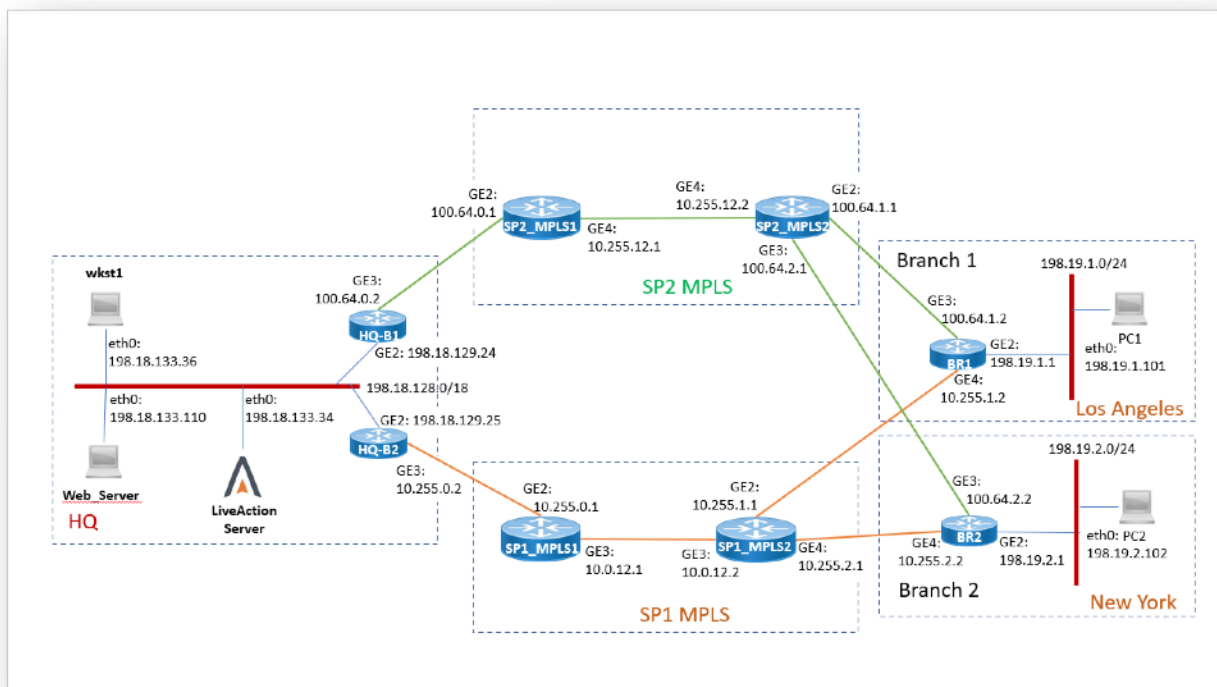 GE2:
100.64.0.1
SP2_MPLS1
GE4:
10.255.12.1
GE4:
10.255.12.2
SP2_MPLS2
GE2:
100.64.1.1
GE3:
100.64.2.1
SP2 MPLS
wkst1
eth0:
198.18.133.36
GE3:
100.64.0.2
HQ-B1
GE2: 198.18.129.24
198.18.128.0/18
eth0:
198.18.133.110
eth0:
198.18.133.34
GE2: 198.18.129.25
HQ-B2
GE3:
10.255.0.2
Web_Server
HQ
LiveAction
Server
GE2:
10.255.0.1
SP1_MPLS1
GE3:
10.0.12.1
GE3:
10.0.12.2
GE2:
10.255.1.1
SP1_MPLS2
GE4:
10.255.2.1
SP1 MPLS
Branch 1
198.19.1.0/24
GE3:
100.64.1.2
BR1
GE2:
198.19.1.1
GE4:
10.255.1.2
PC1
eth0:
198.19.1.101
Los Angeles
198.19.2.0/24
GE3:
100.64.2.2
BR2
GE4:
10.255.2.2
GE2:
198.19.2.1
eth0: PC2
198.19.2.102
Branch 2
New York